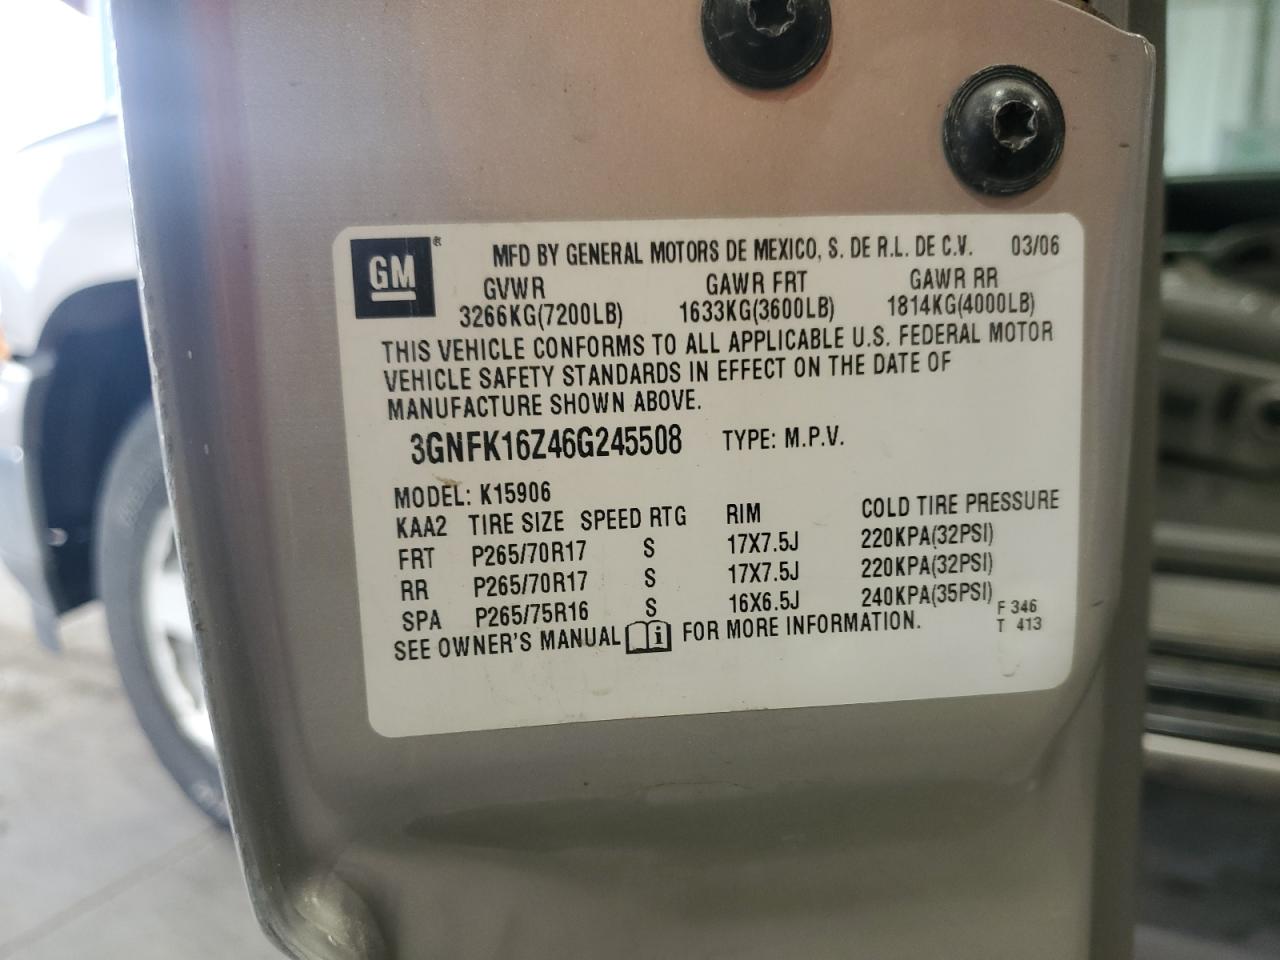 GM ® MFD BY GENERAL MOTORS DE MEXICO, S. DE R.L. DE C.V. 03/06
GVWR GAWR FRT GAWR RR
3266KG(7200LB) 1633KG(3600LB) 1814KG(4000LB)
THIS VEHICLE CONFORMS TO ALL APPLICABLE U.S. FEDERAL MOTOR
VEHICLE SAFETY STANDARDS IN EFFECT ON THE DATE OF
MANUFACTURE SHOWN ABOVE.
3GNFK16Z46G245508 TYPE: M.P.V.
MODEL: K15906
KAA2 TIRE SIZE SPEED RTG RIM COLD TIRE PRESSURE
FRT P265/70R17 S 17X7.5J 220KPA(32PSI)
RR P265/70R17 S 17X7.5J 220KPA(32PSI)
SPA P265/75R16 S 16X6.5J 240KPA(35PSI)
SEE OWNER'S MANUAL i FOR MORE INFORMATION.
F 346
T 413